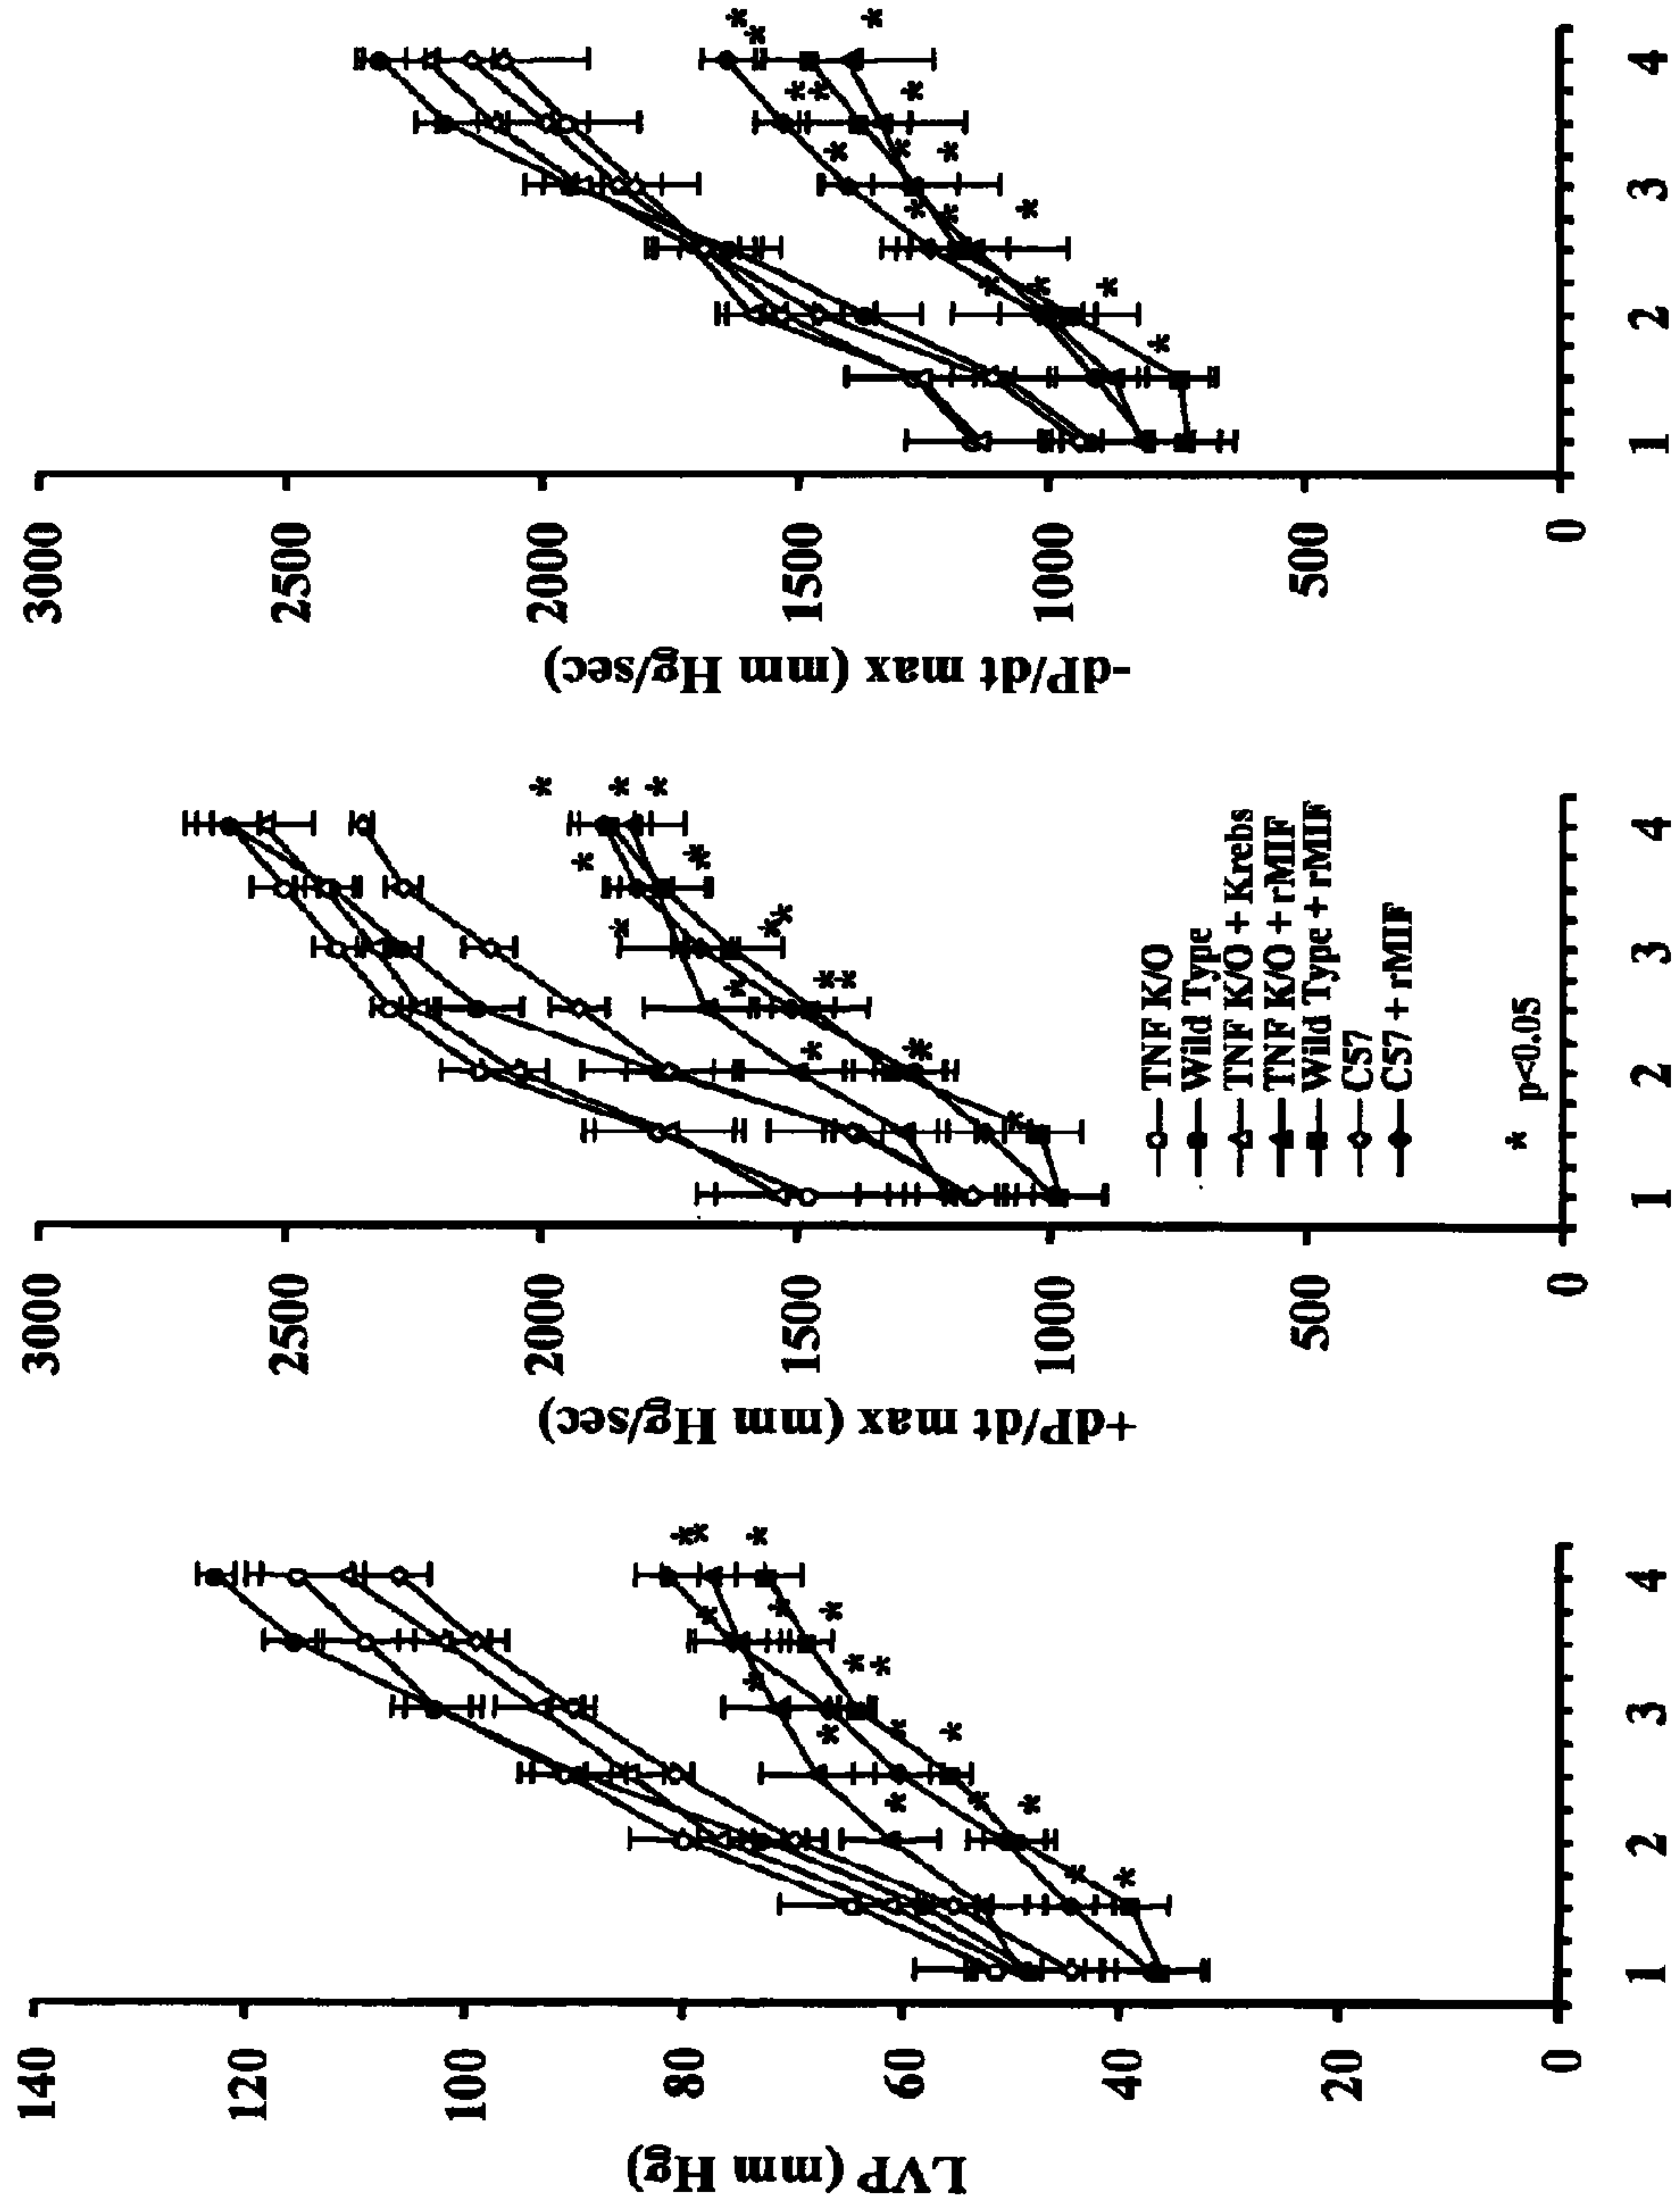 LVP (mm Hg)
140
120
100
80
60
40
20
0
1 2 3 4
* * *
* * *
* * *
* * *
* * *
* *
+dP/dt max (mm Hg/sec)
3000
2500
2000
1500
1000
500
0
1 2 3 4
TNF K/O
Wild Type
TNF K/O + Krebs
TNF K/O + rMIF
Wild Type + rMIF
C57
C57 + rMIF
* p<0.05
-dP/dt max (mm Hg/sec)
3000
2500
2000
1500
1000
500
0
1 2 3 4